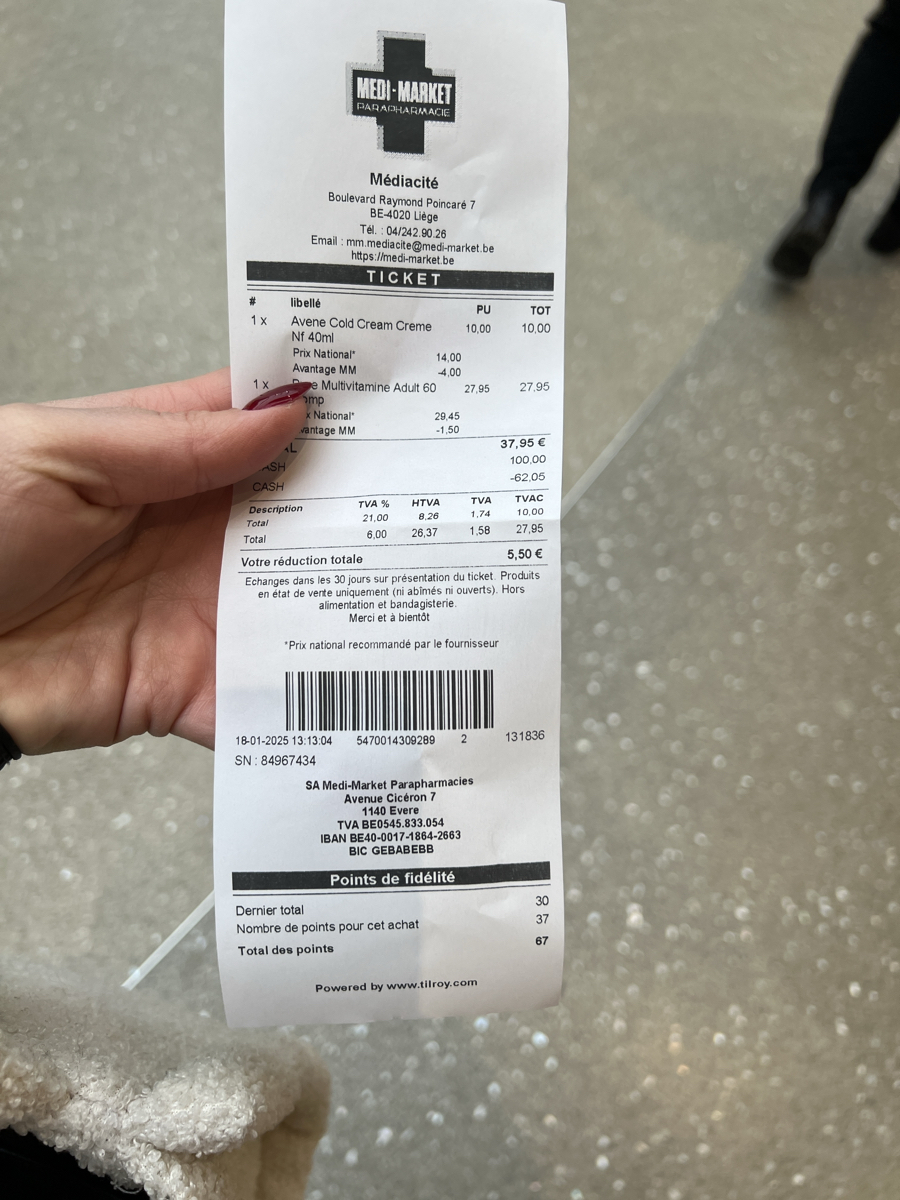 MEDI-MARKET
PARAPHARMACIE
Médiacité
Boulevard Raymond Poincaré 7
BE-4020 Liège
Tél. : 04/242.90.26
Email : mm.mediacite@medi-market.be
https://medi-market.be
TICKET
# libellé PU TOT
1 x Avene Cold Cream Creme 10,00 10,00
Nf 40ml
Prix National* 14,00
Avantage MM -4,00
1 x Multivitamine Adult 60 27,95 27,95
National* 29,45
MM -1,50
37,95 €
100,00
CASH -62,05
Description TVA % HTVA TVA TVAC
Total 21,00 8,26 1,74 10,00
Total 6,00 26,37 1,58 27,95
Votre réduction totale 5,50 €
Echanges dans les 30 jours sur présentation du ticket. Produits
en état de vente uniquement (ni abîmés ni ouverts). Hors
alimentation et bandagisterie.
Merci et à bientôt
*Prix national recommandé par le fournisseur
18-01-2025 13:13:04 5470014309289 2 131836
SN : 84967434
SA Medi-Market Parapharmacies
Avenue Cicéron 7
1140 Evere
TVA BE0545.833.054
IBAN BE40-0017-1864-2663
BIC GEBABEBB
Points de fidélité
Dernier total 30
Nombre de points pour cet achat 37
Total des points 67
Powered by www.tilroy.com